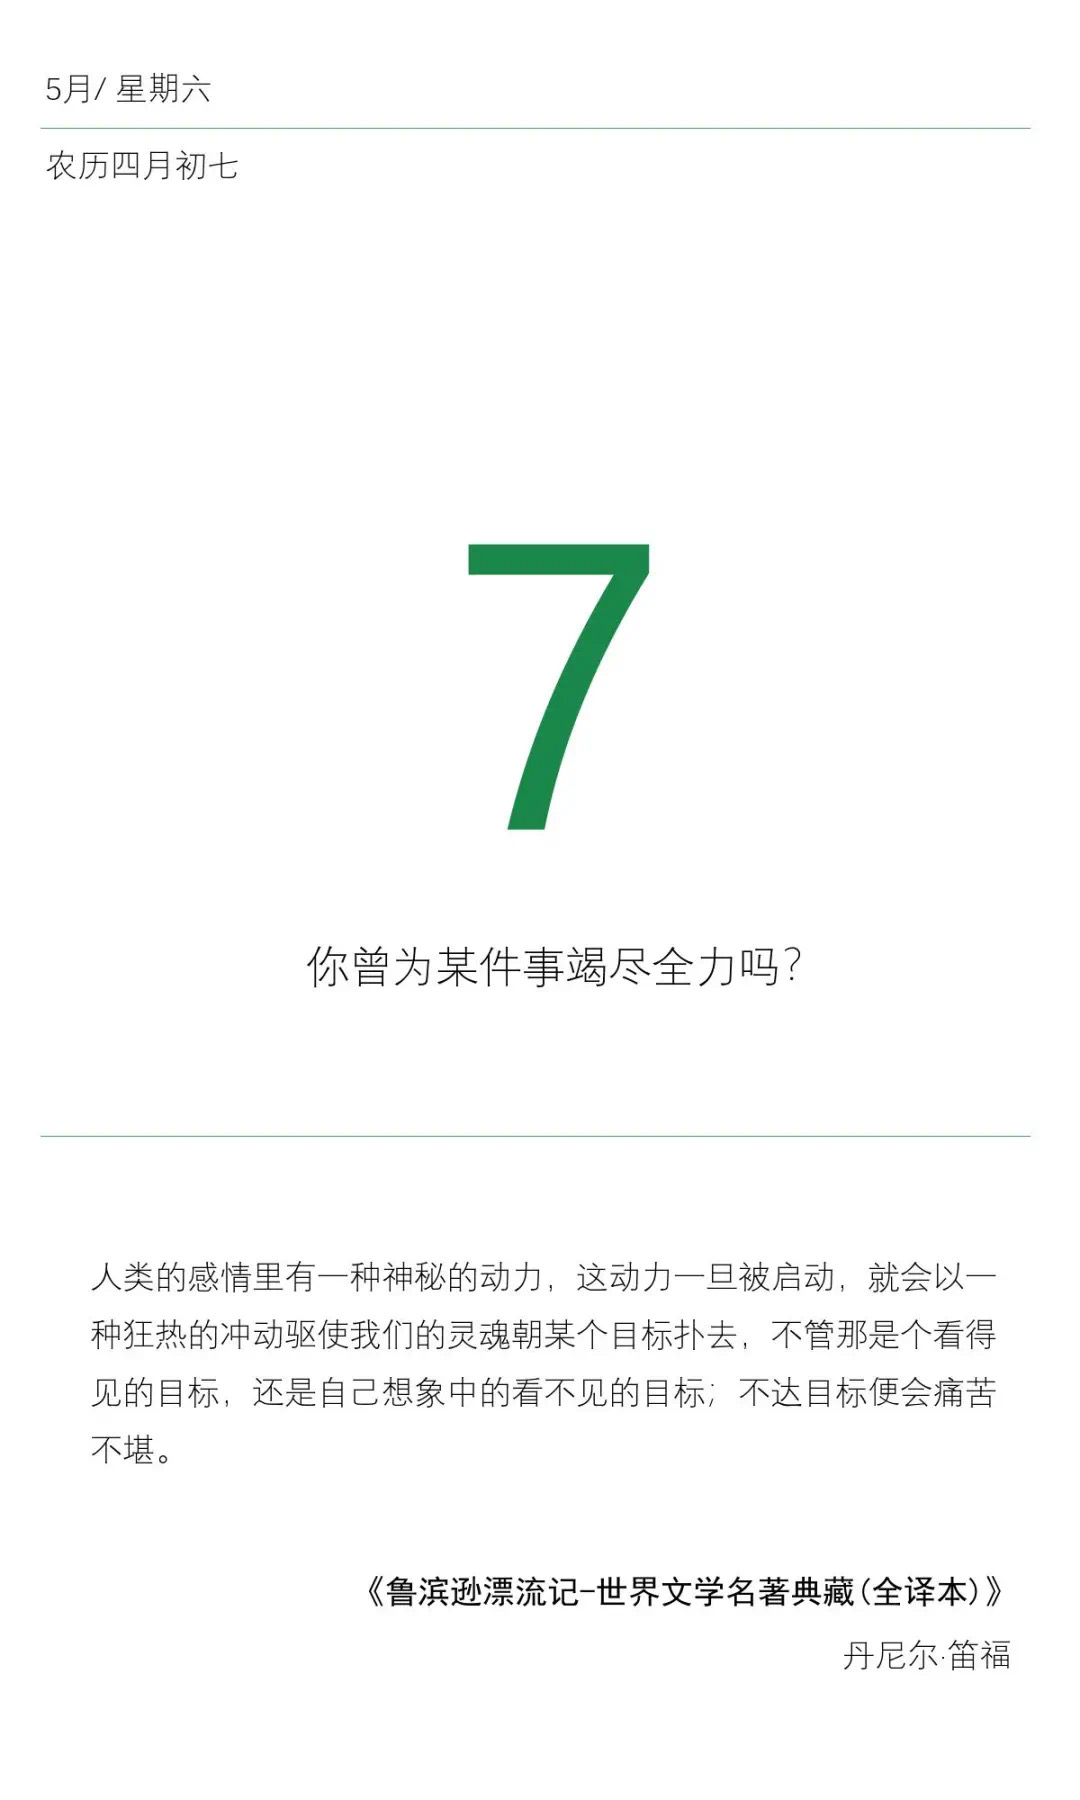 5月/ 星期六
农历四月初七
7
你曾为某件事竭尽全力吗？
人类的感情里有一种神秘的动力，这动力一旦被启动，就会以一
种狂热的冲动驱使我们的灵魂朝某个目标扑去，不管那是个看得
见的目标，还是自己想象中的看不见的目标；不达目标便会痛苦
不堪。
《鲁滨逊漂流记-世界文学名著典藏（全译本）》
丹尼尔·笛福